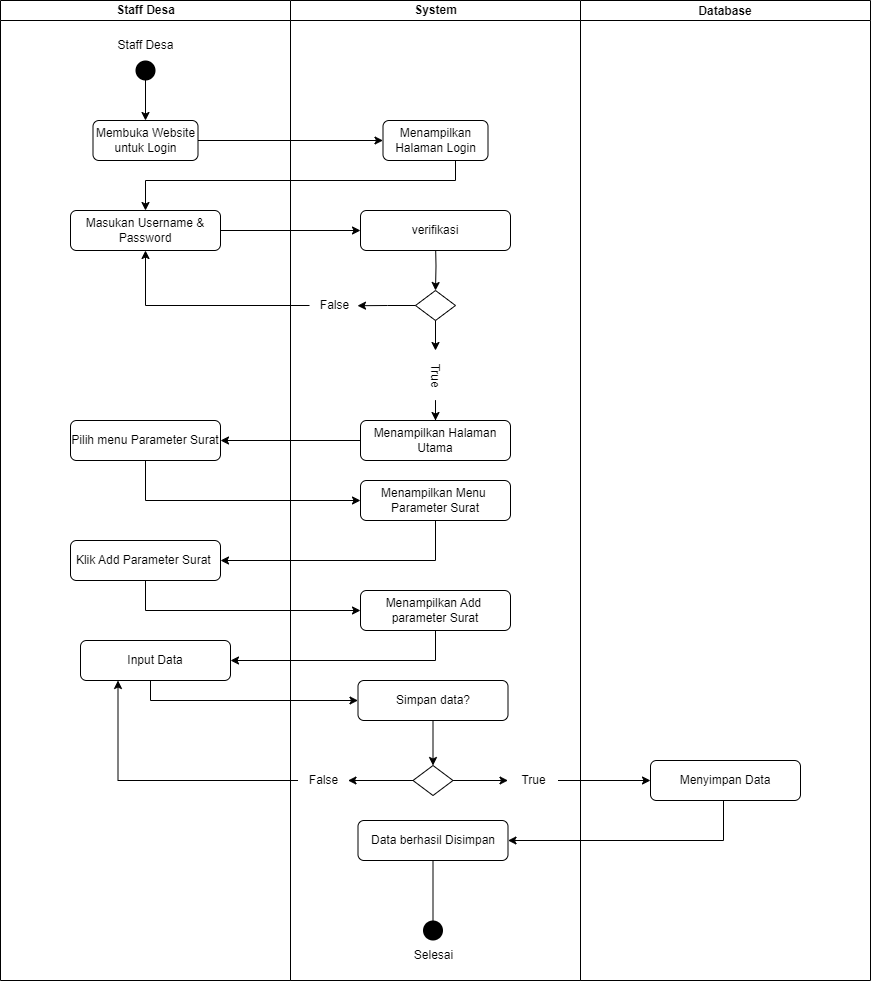 Staff Desa
System
Database
Staff Desa
Membuka Website
untuk Login
Menampilkan
Halaman Login
Masukan Username &
Password
verifikasi
False
True
Menampilkan Halaman
Utama
Pilih menu Parameter Surat
Menampilkan Menu
Parameter Surat
Klik Add Parameter Surat
Menampilkan Add
parameter Surat
Input Data
Simpan data?
False
True
Menyimpan Data
Data berhasil Disimpan
Selesai